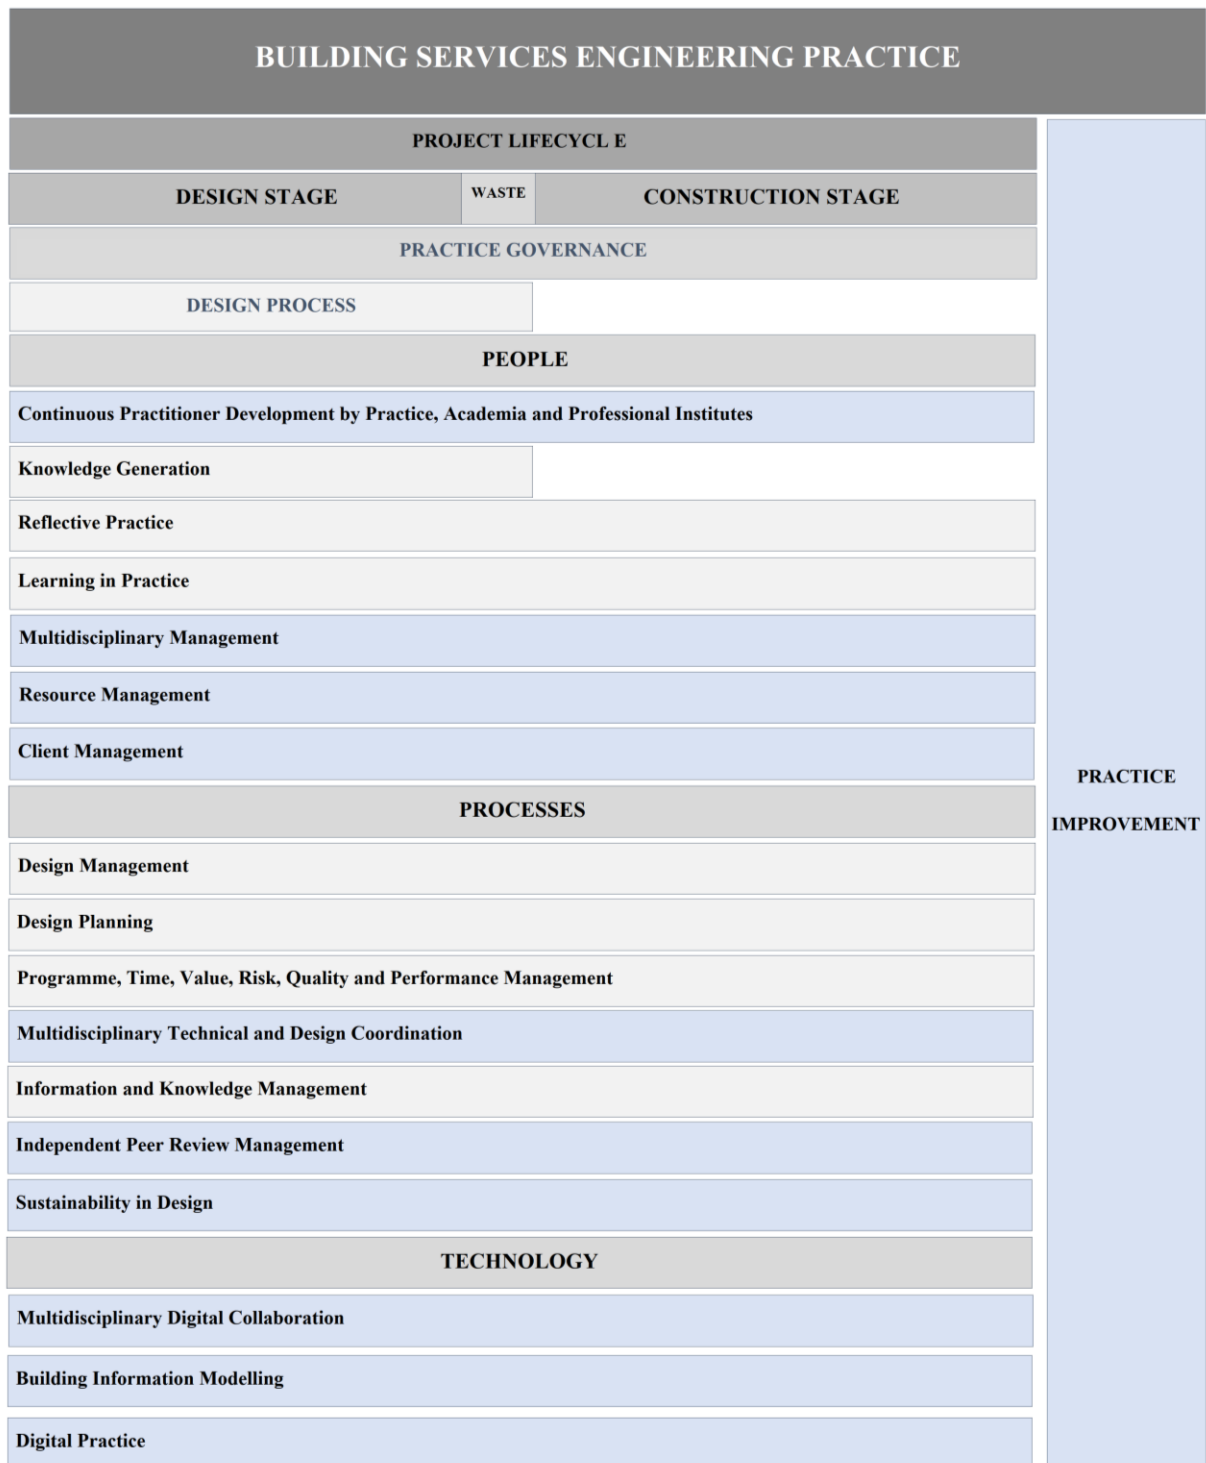 BUILDING SERVICES ENGINEERING PRACTICE
PROJECT LIFECYCL E
DESIGN STAGE
WASTE
CONSTRUCTION STAGE
PRACTICE GOVERNANCE
DESIGN PROCESS
PEOPLE
Continuous Practitioner Development by Practice, Academia and Professional Institutes
Knowledge Generation
Reflective Practice
Learning in Practice
Multidisciplinary Management
Resource Management
Client Management
PROCESSES
Design Management
Design Planning
Programme, Time, Value, Risk, Quality and Performance Management
Multidisciplinary Technical and Design Coordination
Information and Knowledge Management
Independent Peer Review Management
Sustainability in Design
TECHNOLOGY
Multidisciplinary Digital Collaboration
Building Information Modelling
Digital Practice
PRACTICE
IMPROVEMENT